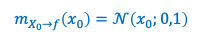 m_{X_0→f}(x_0) = 𝒩(x_0; 0,1)